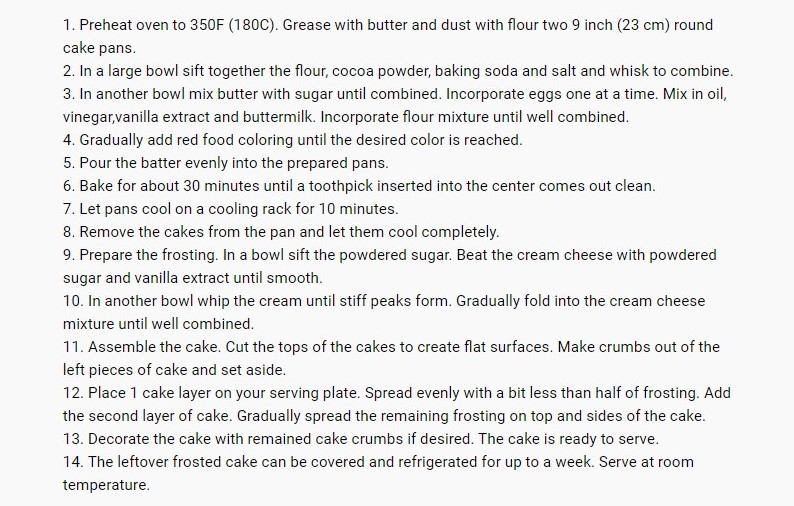 1. Preheat oven to 350F (180C). Grease with butter and dust with flour two 9 inch (23 cm) round
cake pans.
2. In a large bowl sift together the flour, cocoa powder, baking soda and salt and whisk to combine.
3. In another bowl mix butter with sugar until combined. Incorporate eggs one at a time. Mix in oil,
vinegar,vanilla extract and buttermilk. Incorporate flour mixture until well combined.
4. Gradually add red food coloring until the desired color is reached.
5. Pour the batter evenly into the prepared pans.
6. Bake for about 30 minutes until a toothpick inserted into the center comes out clean.
7. Let pans cool on a cooling rack for 10 minutes.
8. Remove the cakes from the pan and let them cool completely.
9. Prepare the frosting. In a bowl sift the powdered sugar. Beat the cream cheese with powdered
sugar and vanilla extract until smooth.
10. In another bowl whip the cream until stiff peaks form. Gradually fold into the cream cheese
mixture until well combined.
11. Assemble the cake. Cut the tops of the cakes to create flat surfaces. Make crumbs out of the
left pieces of cake and set aside.
12. Place 1 cake layer on your serving plate. Spread evenly with a bit less than half of frosting. Add
the second layer of cake. Gradually spread the remaining frosting on top and sides of the cake.
13. Decorate the cake with remained cake crumbs if desired. The cake is ready to serve.
14. The leftover frosted cake can be covered and refrigerated for up to a week. Serve at room
temperature.